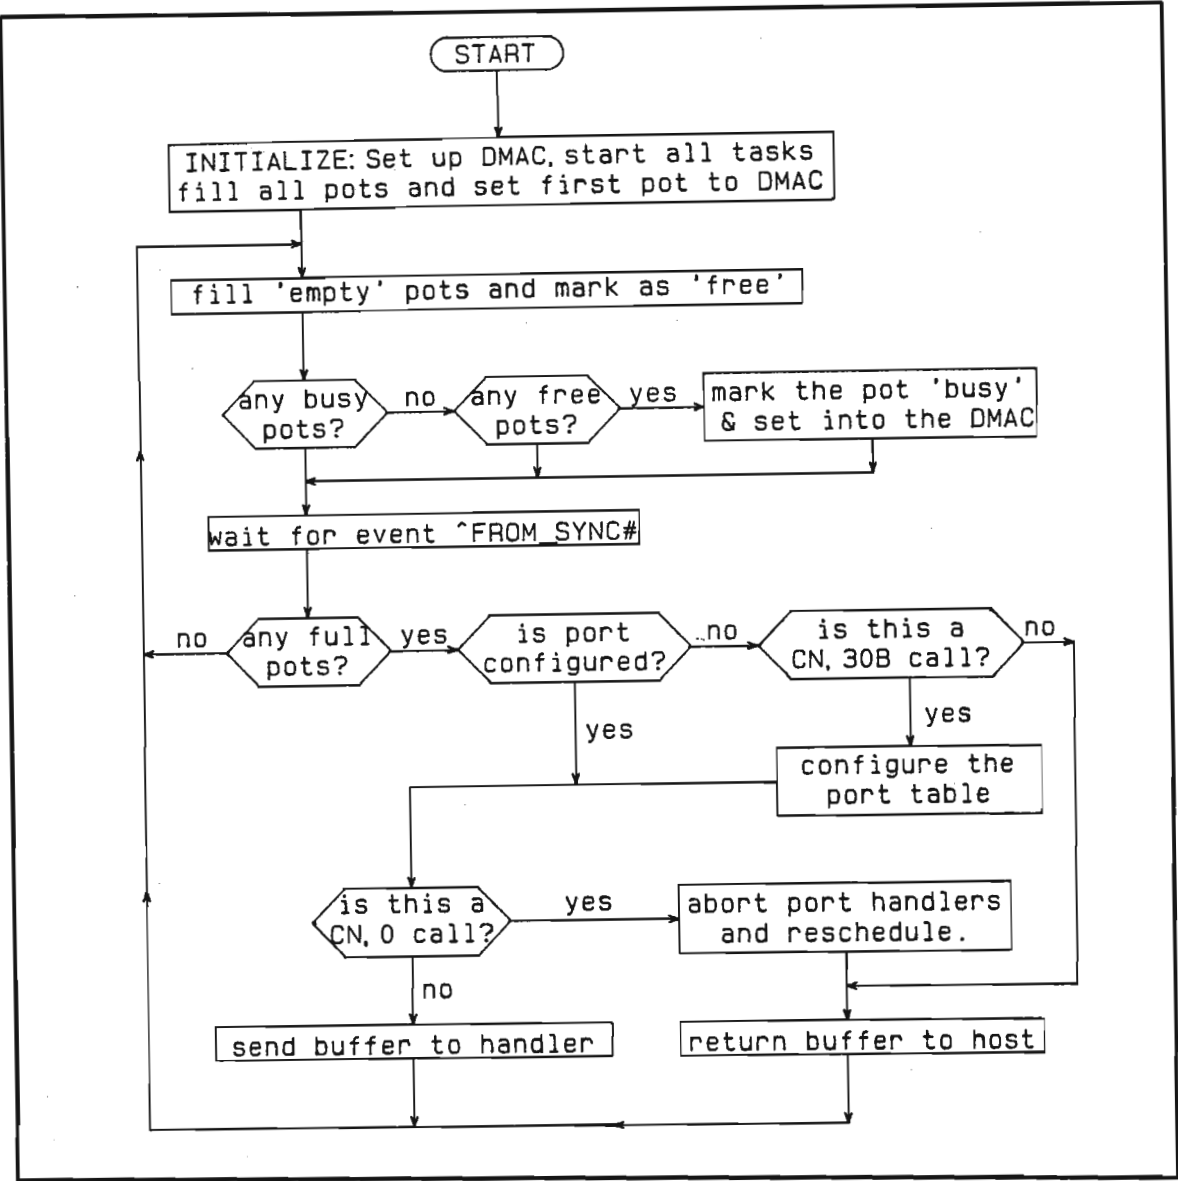 START
INITIALIZE: Set up DMAC, start all tasks
fill all pots and set first pot to DMAC
fill 'empty' pots and mark as 'free'
any busy
pots?
no
any free
pots?
yes
mark the pot 'busy'
& set into the DMAC
wait for event ^FROM_SYNC#
no
any full
pots?
yes
is port
configured?
no
is this a
CN, 30B call?
no
yes
yes
configure the
port table
is this a
CN, 0 call?
yes
abort port handlers
and reschedule.
no
send buffer to handler
return buffer to host